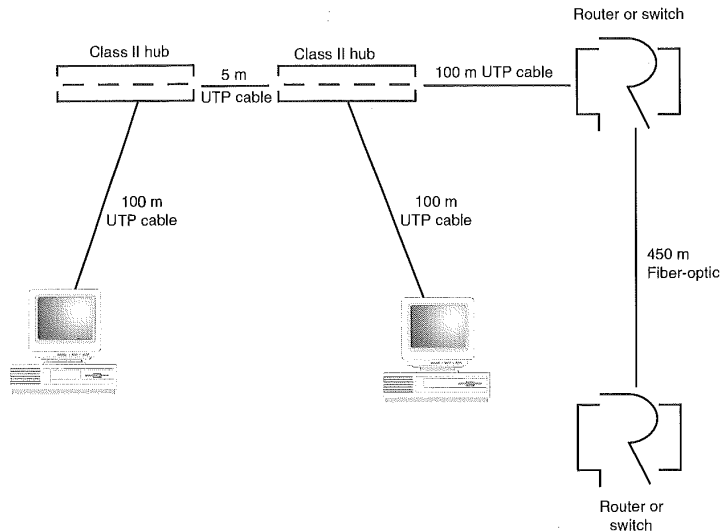 Router or switch
Class II hub
Class II hub
5 m
UTP cable
100 m UTP cable
100 m
UTP cable
100 m
UTP cable
450 m
Fiber-optic
Router or
switch